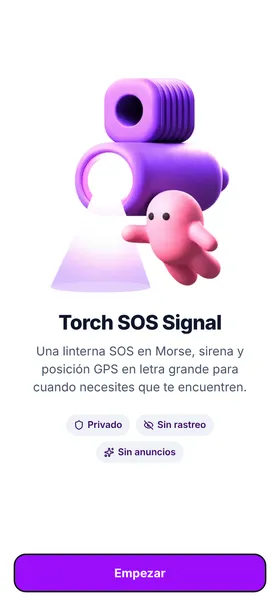 Torch SOS Signal
Una linterna SOS en Morse, sirena y
posición GPS en letra grande para
cuando necesites que te encuentren.
Privado
Sin rastreo
Sin anuncios
Empezar